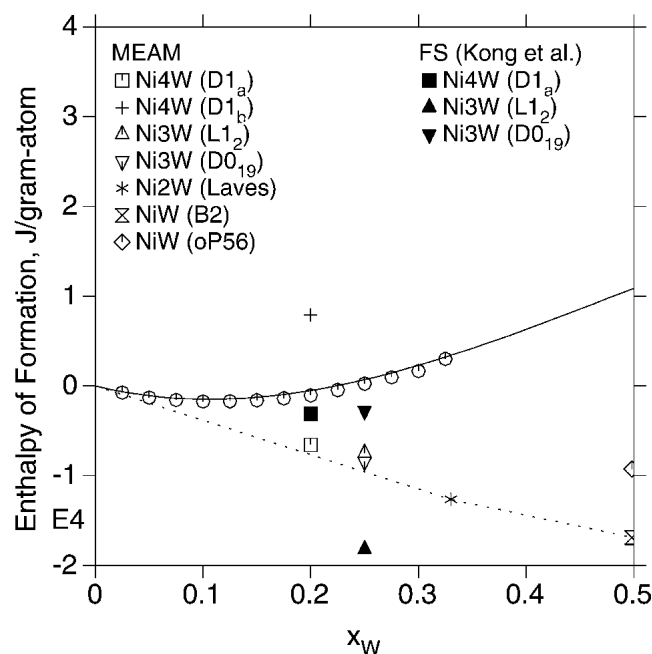 4
MEAM FS (Kong et al.)
Ni4W (D1a) Ni4W (D1a)
Ni4W (D1b) Ni3W (L12)
3
Ni3W (L12) Ni3W (D019)
Ni3W (D019)
Ni2W (Laves)
2
NiW (B2)
NiW (oP56)
1
0
-1
E4
-2
Enthalpy of Formation, J/gram-atom
0 0.1 0.2 0.3 0.4 0.5
xW